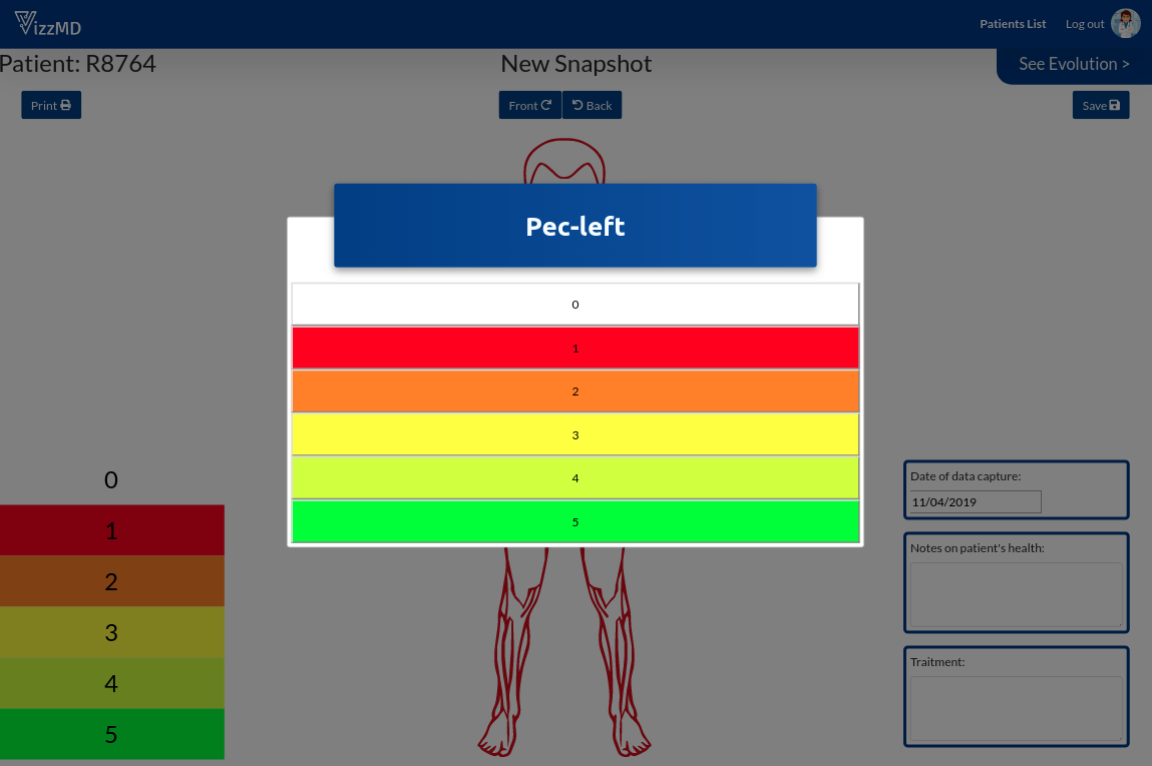 VizzMD
Patients List
Log out
Patient: R8764
New Snapshot
See Evolution >
Print
Front
Back
Save
Pec-left
0
1
2
3
4
5
0
1
2
3
4
5
Date of data capture:
11/04/2019
Notes on patient's health:
Traitment: